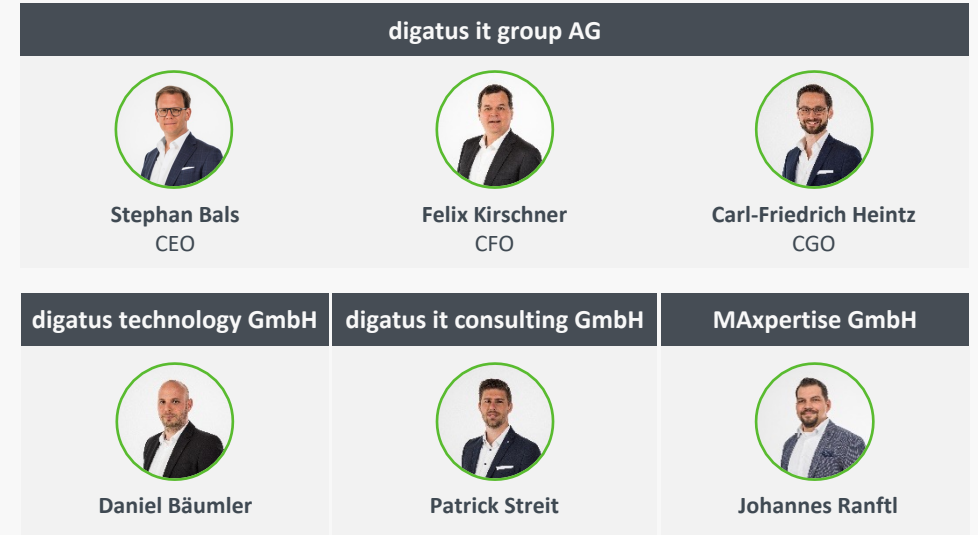 digatus it group AG
Stephan Bals
CEO
Felix Kirschner
CFO
Carl-Friedrich Heintz
CGO
digatus technology GmbH
digatus it consulting GmbH
MAxpertise GmbH
Daniel Bäumler
Patrick Streit
Johannes Ranftl